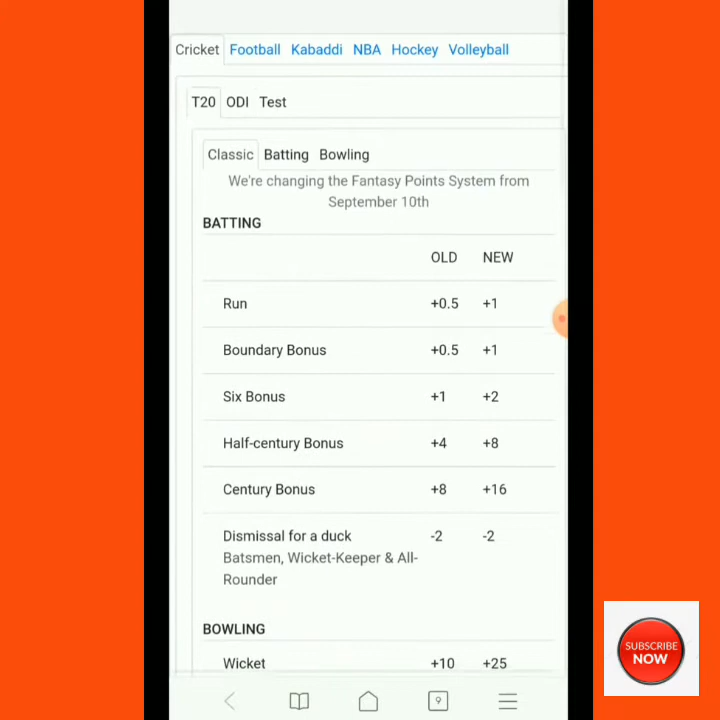 Cricket Football Kabaddi NBA Hockey Volleyball
T20 ODI Test
Classic Batting Bowling
We're changing the Fantasy Points System from
September 10th
BATTING
OLD NEW
Run +0.5 +1
Boundary Bonus +0.5 +1
Six Bonus +1 +2
Half-century Bonus +4 +8
Century Bonus +8 +16
Dismissal for a duck -2 -2
Batsmen, Wicket-Keeper & All-
Rounder
BOWLING
Wicket +10 +25
9
SUBSCRIBE
NOW